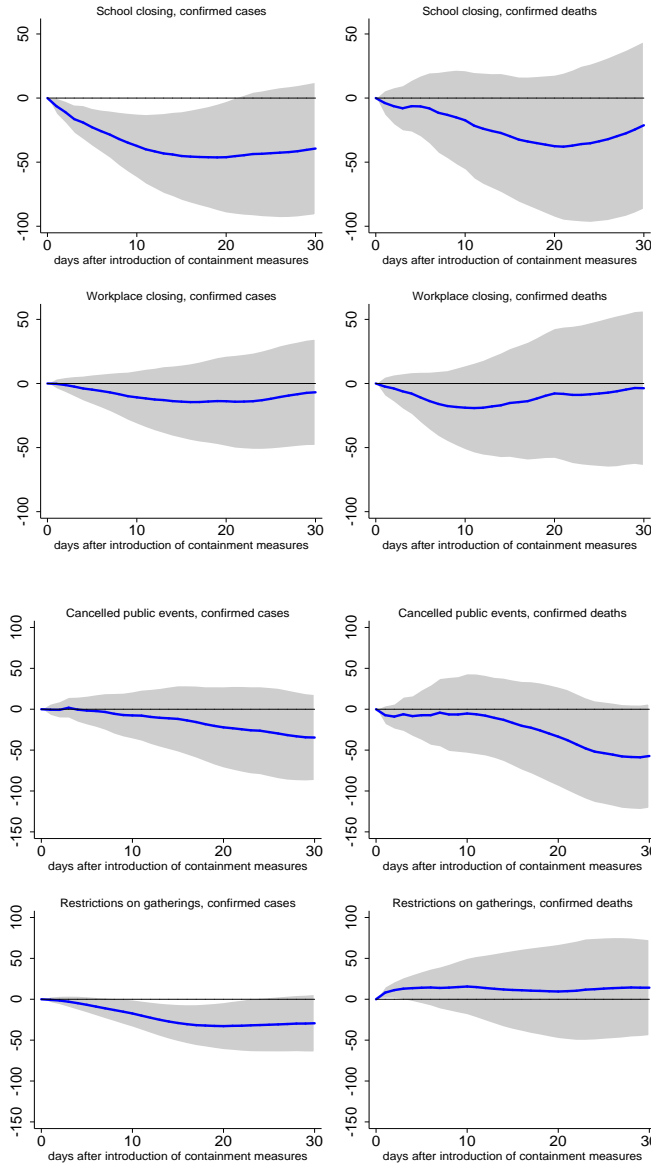 School closing, confirmed cases
50
0
-50
-100
0 10 20 30
days after introduction of containment measures
School closing, confirmed deaths
50
0
-50
-100
0 10 20 30
days after introduction of containment measures
Workplace closing, confirmed cases
50
0
-50
-100
0 10 20 30
days after introduction of containment measures
Workplace closing, confirmed deaths
50
0
-50
-100
0 10 20 30
days after introduction of containment measures
Cancelled public events, confirmed cases
100
50
0
-50
-100
-150
0 10 20 30
days after introduction of containment measures
Cancelled public events, confirmed deaths
100
50
0
-50
-100
-150
0 10 20 30
days after introduction of containment measures
Restrictions on gatherings, confirmed cases
100
50
0
-50
-100
-150
0 10 20 30
days after introduction of containment measures
Restrictions on gatherings, confirmed deaths
100
50
0
-50
-100
-150
0 10 20 30
days after introduction of containment measures